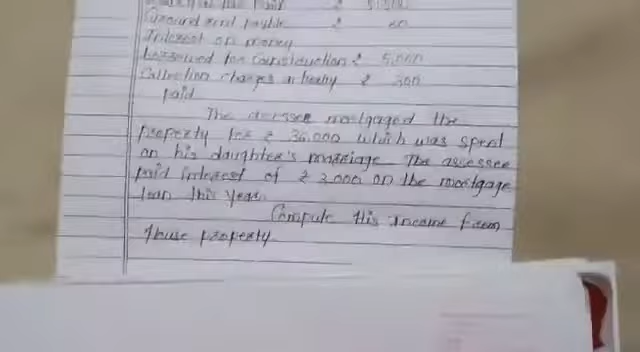 Ground rent payable ₹ 60
Interest on money
borrowed for construction ₹ 5,000
Collection charges actually ₹ 300
paid
The assessee mortgaged the
property for ₹ 36,000 which was spent
on his daughter's marriage. The assessee
paid interest of ₹ 2,000 on the mortgage
loan this year.
Compute His Income from
House property.